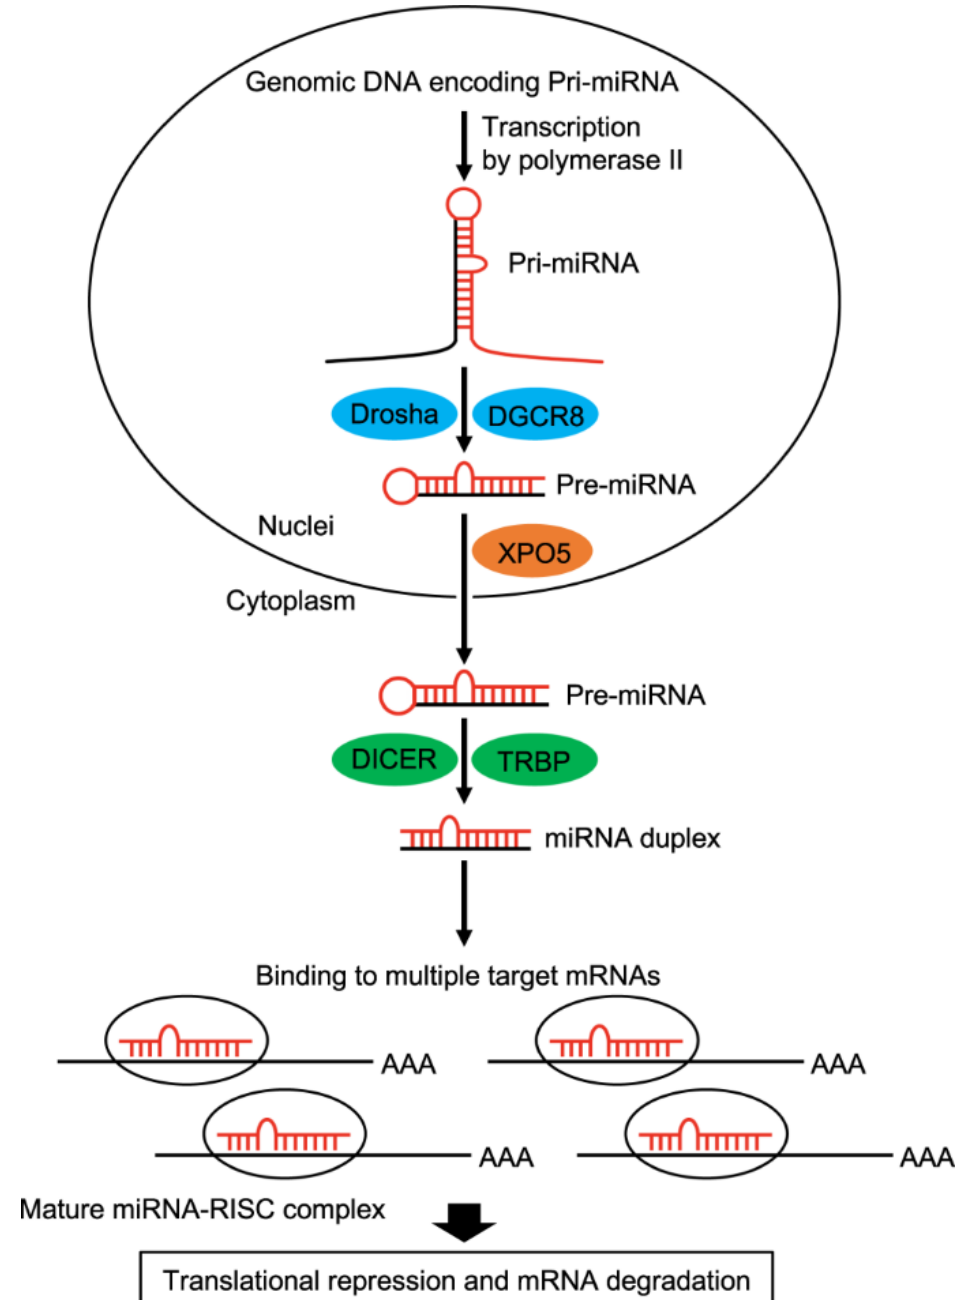 Genomic DNA encoding Pri-miRNA
Transcription
by polymerase II
Pri-miRNA
Drosha
DGCR8
Pre-miRNA
Nuclei
XPO5
Cytoplasm
Pre-miRNA
DICER
TRBP
miRNA duplex
Binding to multiple target mRNAs
AAA
AAA
AAA
AAA
Mature miRNA-RISC complex
Translational repression and mRNA degradation